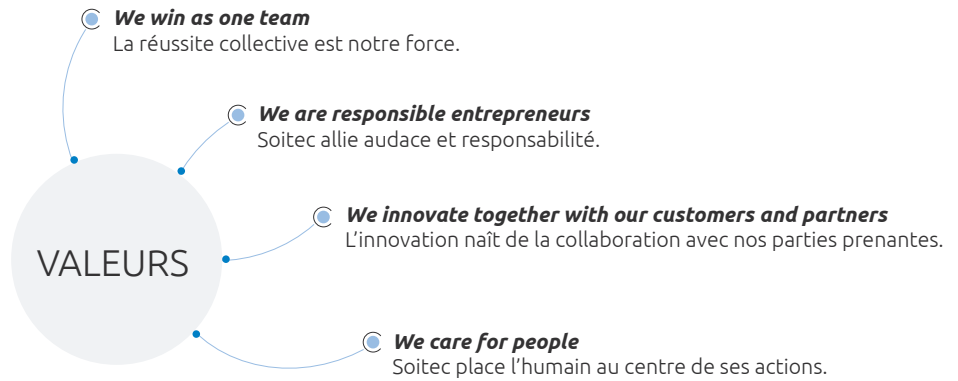 We win as one team
La réussite collective est notre force.
We are responsible entrepreneurs
Soitec allie audace et responsabilité.
We innovate together with our customers and partners
L’innovation naît de la collaboration avec nos parties prenantes.
VALEURS
We care for people
Soitec place l’humain au centre de ses actions.